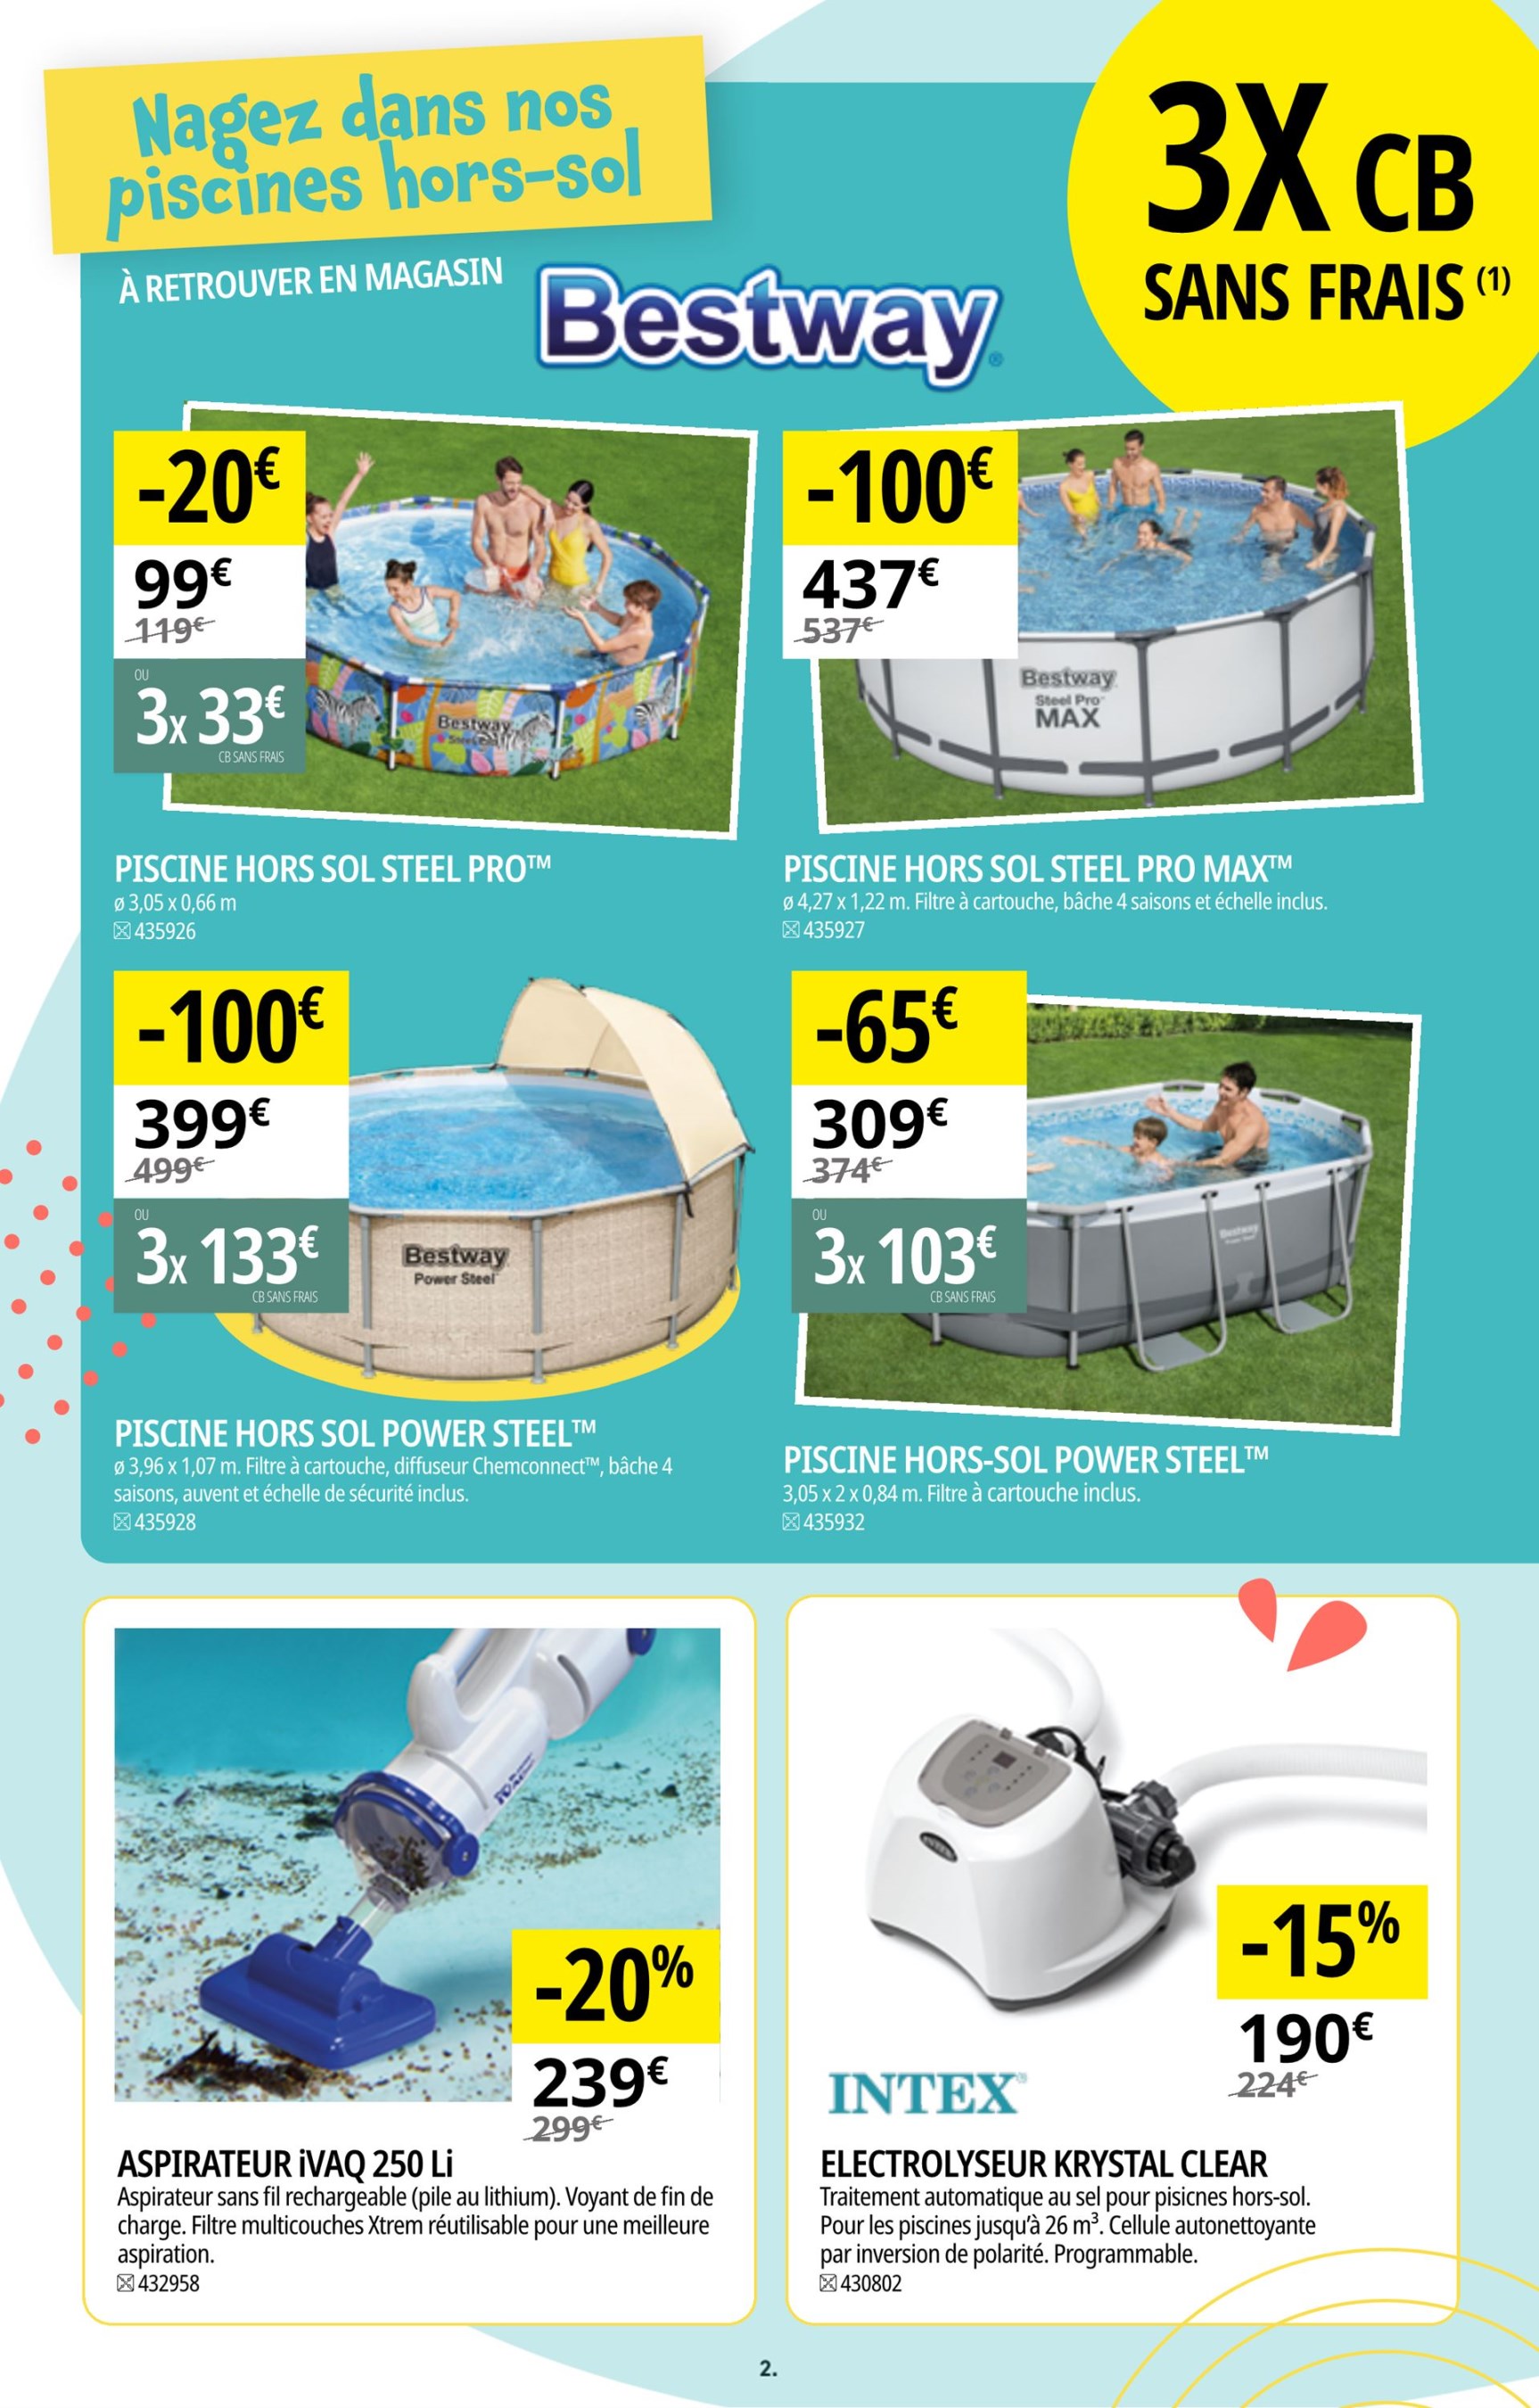 Nagez dans nos
piscines hors-sol
À RETROUVER EN MAGASIN
Bestway®
3X CB
SANS FRAIS (1)
-20€
99€
119€
OU
3x 33€
CB SANS FRAIS
Bestway
PISCINE HORS SOL STEEL PRO™
ø 3,05 x 0,66 m
435926
-100€
437€
537€
Bestway
Steel Pro™
MAX
PISCINE HORS SOL STEEL PRO MAX™
ø 4,27 x 1,22 m. Filtre à cartouche, bâche 4 saisons et échelle inclus.
435927
-100€
399€
499€
OU
3x 133€
CB SANS FRAIS
Bestway
Power Steel™
PISCINE HORS SOL POWER STEEL™
ø 3,96 x 1,07 m. Filtre à cartouche, diffuseur Chemconnect™, bâche 4
saisons, auvent et échelle de sécurité inclus.
435928
-65€
309€
374€
OU
3x 103€
CB SANS FRAIS
Bestway
PISCINE HORS-SOL POWER STEEL™
3,05 x 2 x 0,84 m. Filtre à cartouche inclus.
435932
-20%
239€
299€
ASPIRATEUR iVAQ 250 Li
Aspirateur sans fil rechargeable (pile au lithium). Voyant de fin de
charge. Filtre multicouches Xtrem réutilisable pour une meilleure
aspiration.
432958
INTEX
-15%
190€
224€
INTEX®
ELECTROLYSEUR KRYSTAL CLEAR
Traitement automatique au sel pour pisicnes hors-sol.
Pour les piscines jusqu'à 26 m³. Cellule autonettoyante
par inversion de polarité. Programmable.
430802
2.